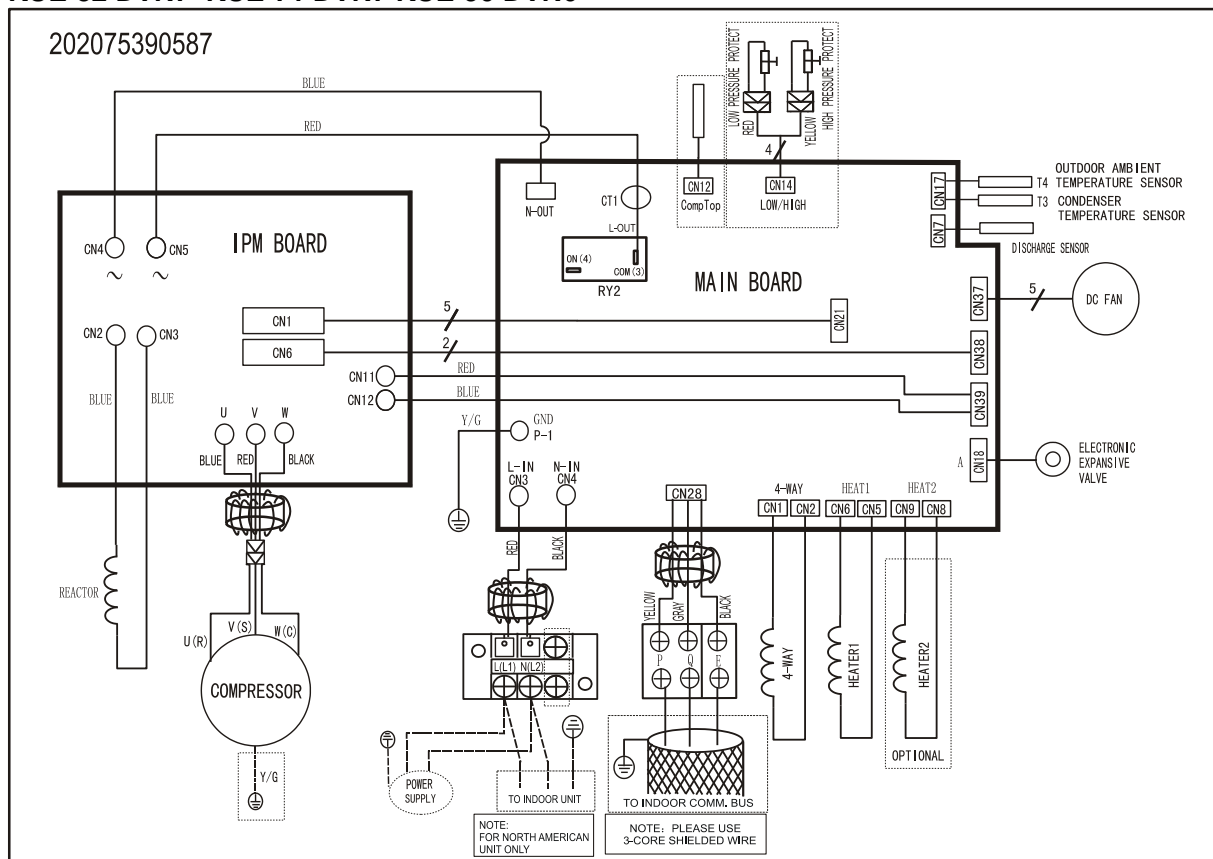 202075390587
BLUE
RED
LOW PRESSURE PROTECT
RED
YELLOW
HIGH PRESSURE PROTECT
4
CN12
CompTop
CN14
LOW/HIGH
CN17
T4
OUTDOOR AMBIENT
TEMPERATURE SENSOR
T3
CONDENSER
TEMPERATURE SENSOR
CN7
DISCHARGE SENSOR
N-OUT
CT1
L-OUT
ON(4)
COM(3)
RY2
IPM BOARD
MAIN BOARD
CN4
CN5
CN2
CN3
CN1
CN6
5
2
CN21
CN37
5
DC FAN
CN38
CN11
RED
CN12
BLUE
CN39
BLUE
BLUE
U
V
W
BLUE
RED
BLACK
Y/G
GND
P-1
A
CN18
ELECTRONIC
EXPANSIVE
VALVE
L-IN
CN3
N-IN
CN4
CN28
4-WAY
CN1
CN2
HEAT1
CN6
CN5
HEAT2
CN9
CN8
RED
BLACK
YELLOW
GRAY
BLACK
REACTOR
U(R)
V(S)
W(C)
COMPRESSOR
Y/G
L(L1)
N(L2)
P
Q
E
4-WAY
HEATER1
HEATER2
OPTIONAL
POWER
SUPPLY
TO INDOOR UNIT
TO INDOOR COMM. BUS
NOTE:
FOR NORTH AMERICAN
UNIT ONLY
NOTE: PLEASE USE
3-CORE SHIELDED WIRE